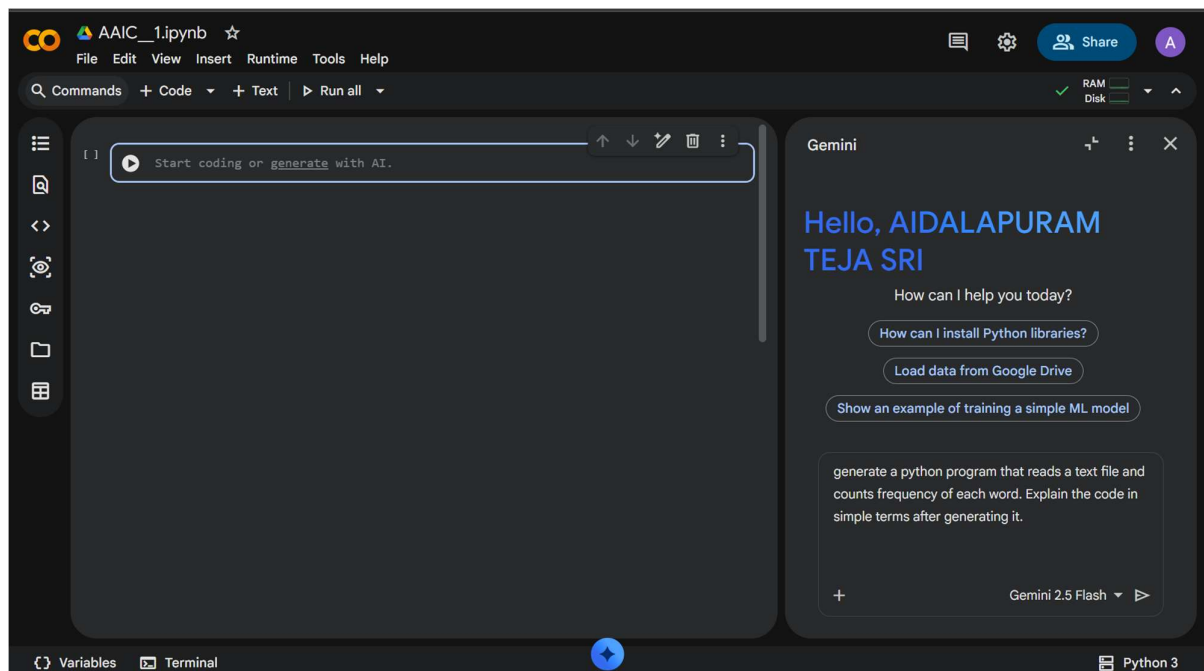 AAIC__1.ipynb
File Edit View Insert Runtime Tools Help
Share
A
Commands + Code + Text Run all
RAM
Disk
[ ]
Start coding or generate with AI.
Gemini
Hello, AIDALAPURAM
TEJA SRI
How can I help you today?
How can I install Python libraries?
Load data from Google Drive
Show an example of training a simple ML model
generate a python program that reads a text file and
counts frequency of each word. Explain the code in
simple terms after generating it.
Gemini 2.5 Flash
Variables Terminal
Python 3